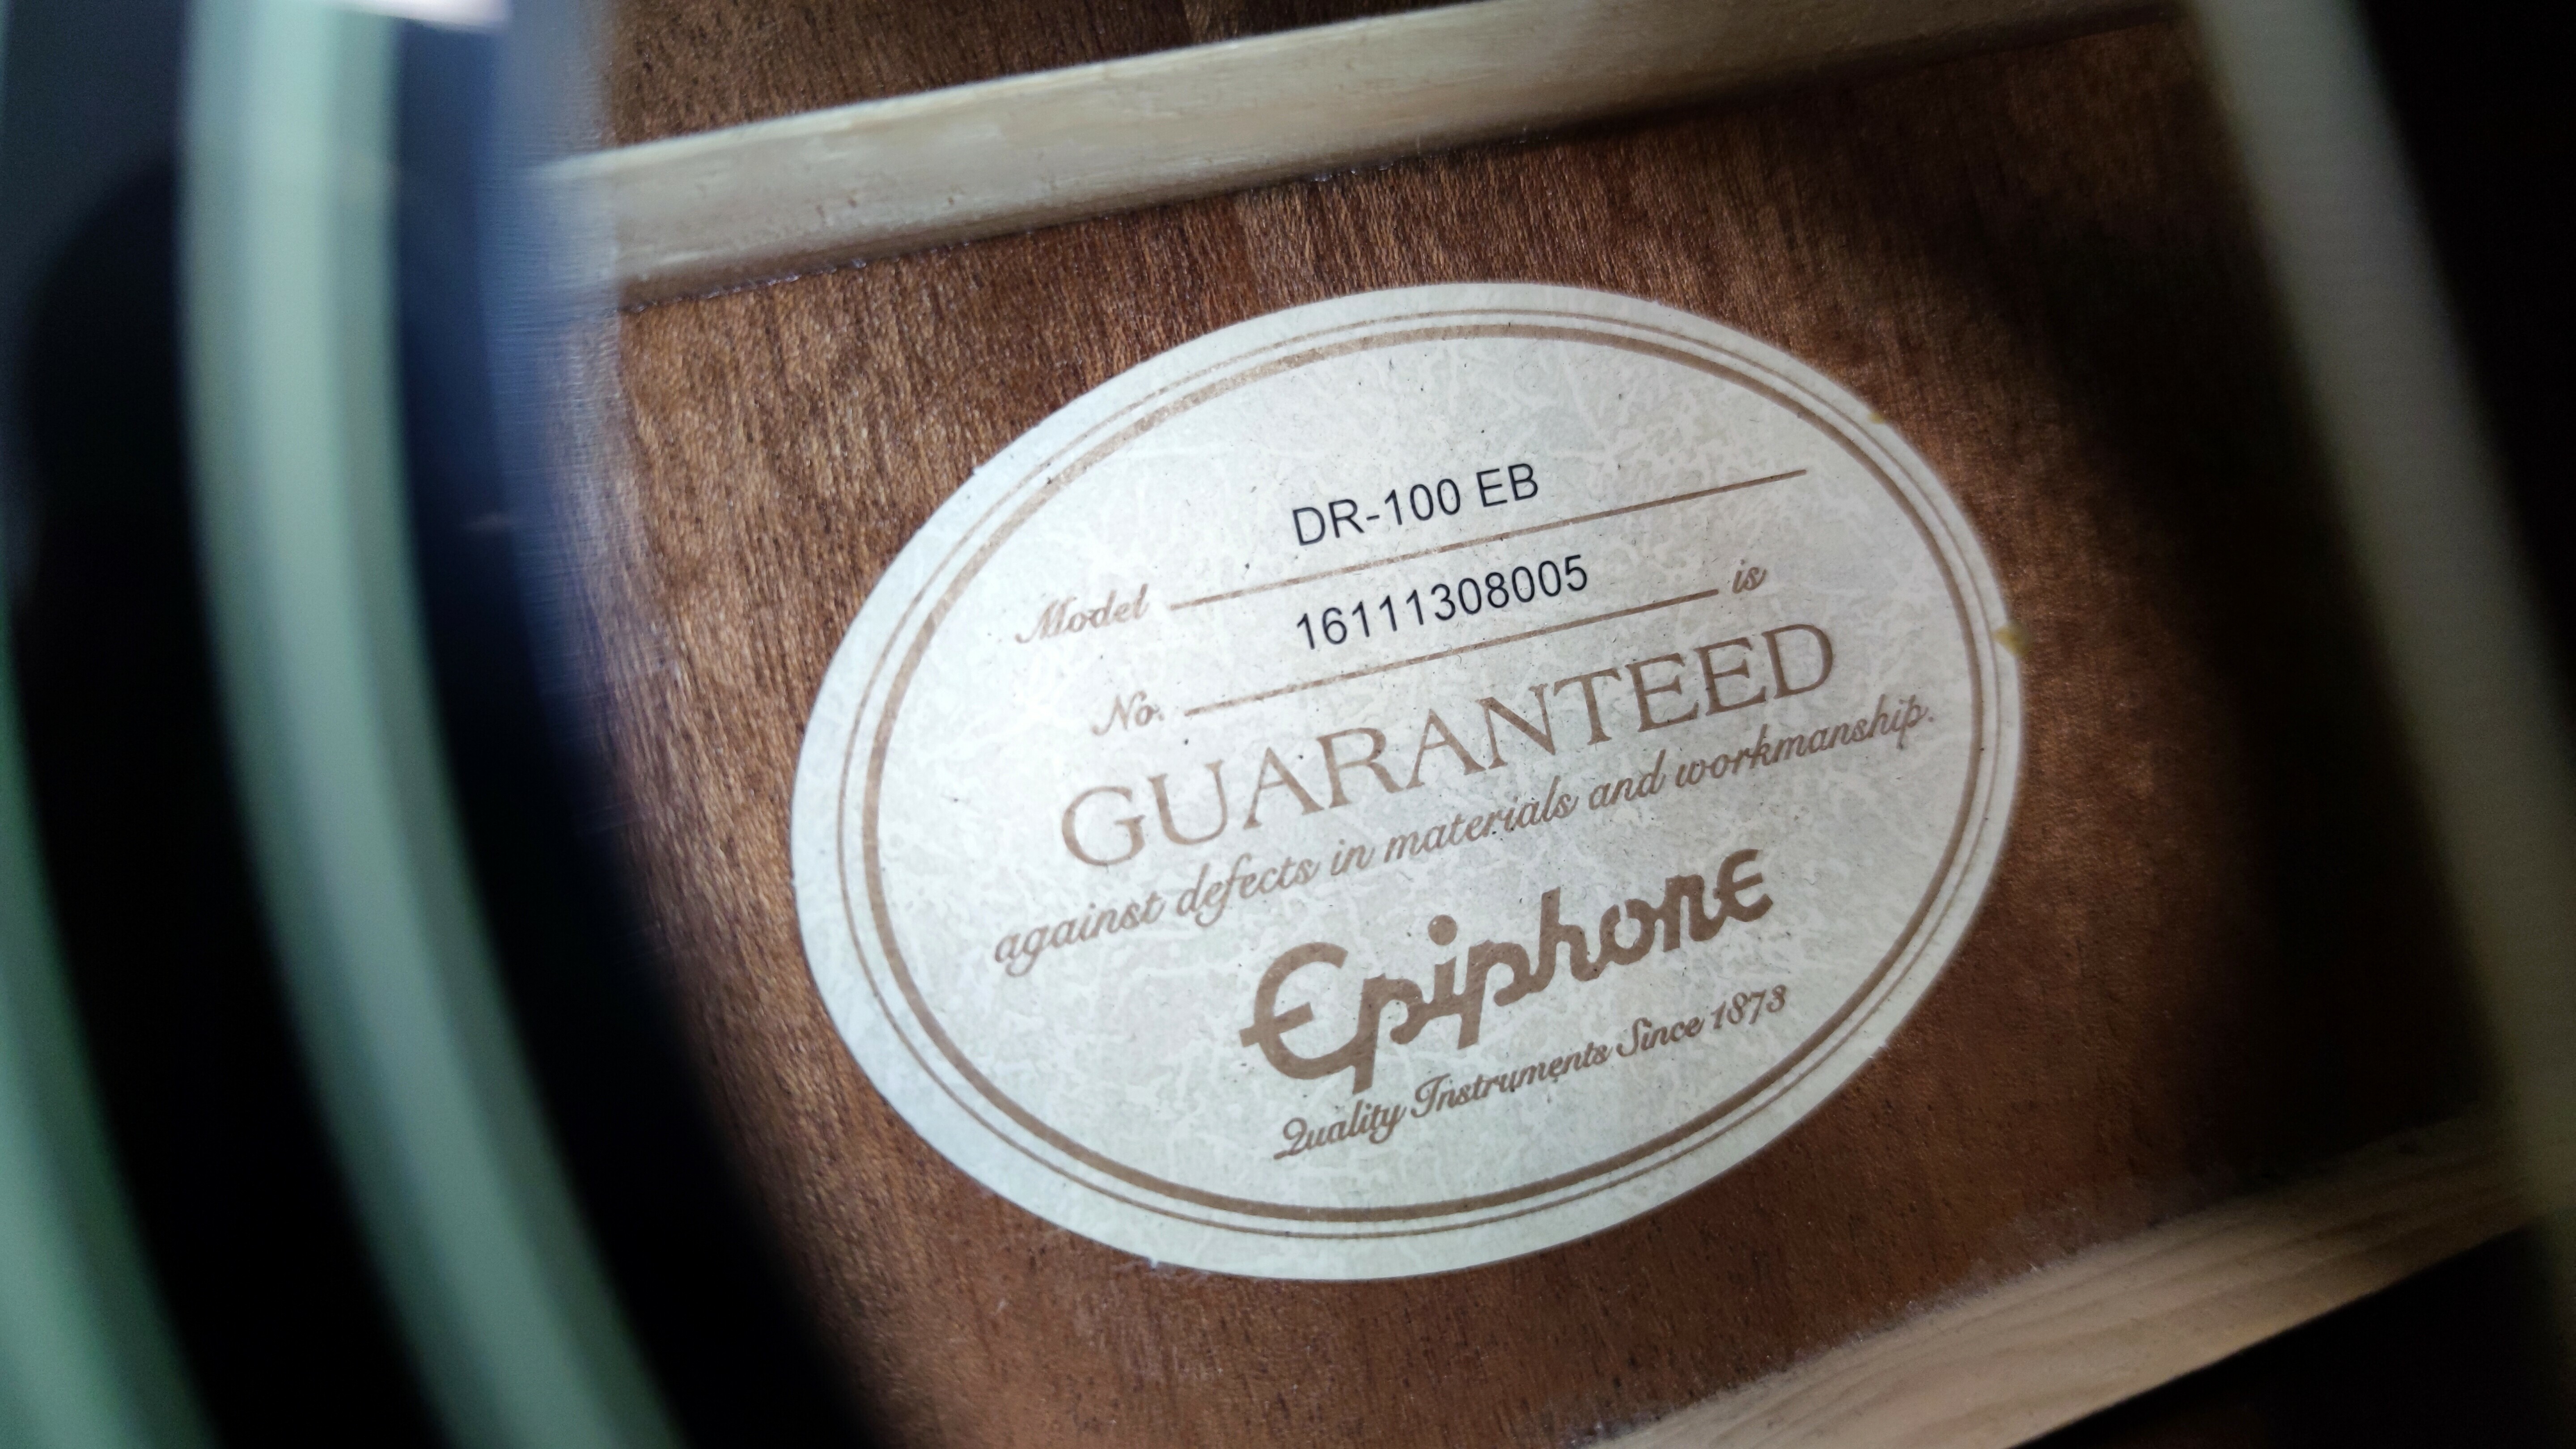 Model DR-100 EB
No. 16111308005 is
GUARANTEED
against defects in materials and workmanship.
Epiphone
Quality Instruments Since 1873